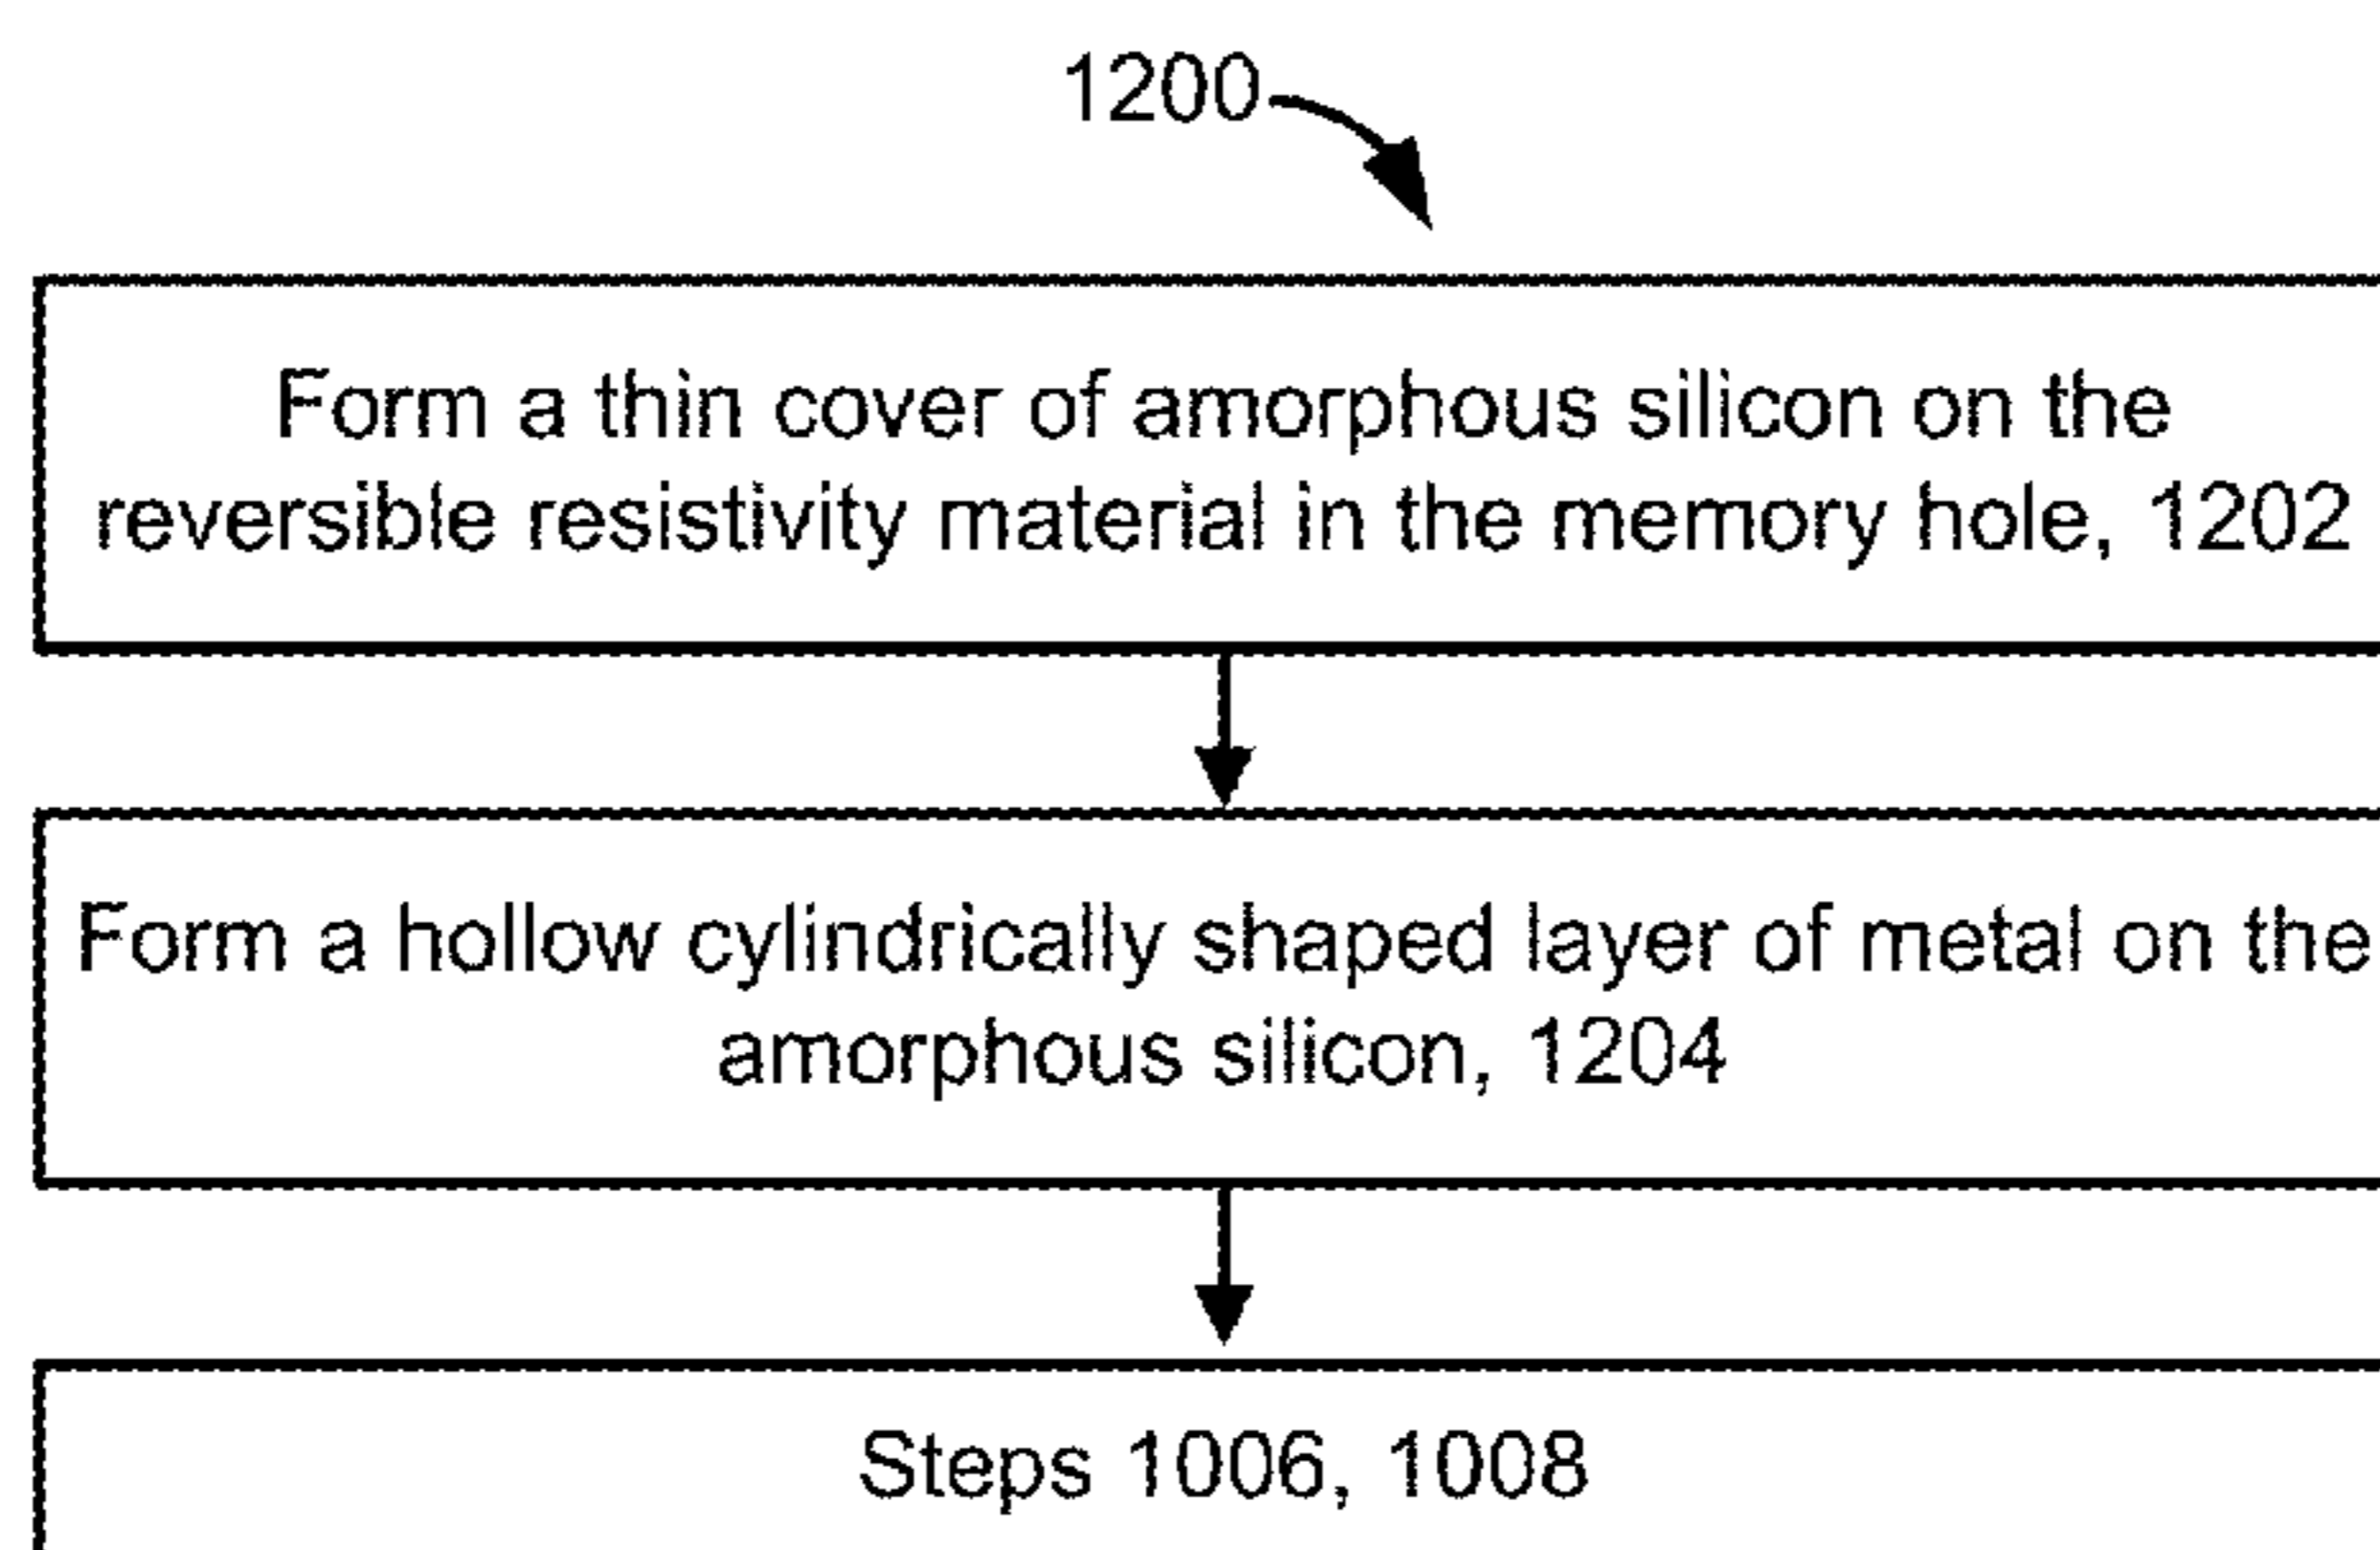 1200
Form a thin cover of amorphous silicon on the
reversible resistivity material in the memory hole, 1202
Form a hollow cylindrically shaped layer of metal on the
amorphous silicon, 1204
Steps 1006, 1008